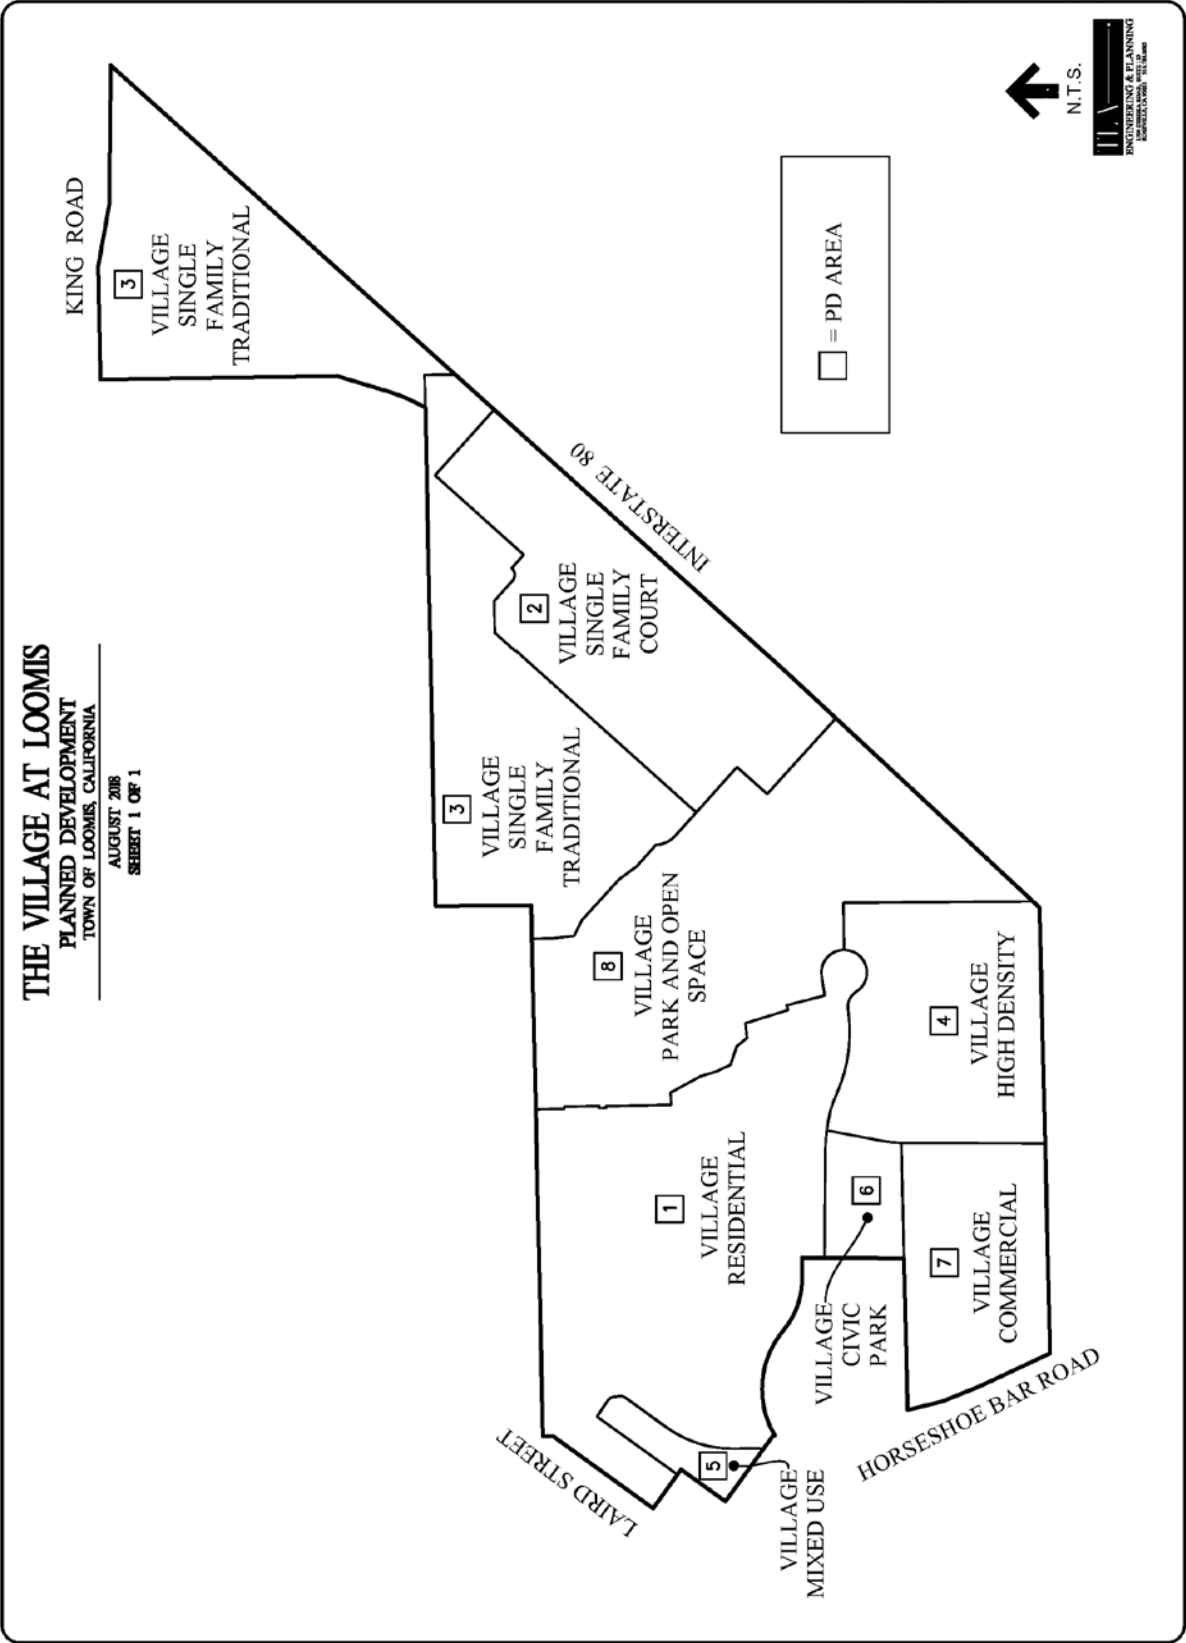 THE VILLAGE AT LOOMIS
PLANNED DEVELOPMENT
TOWN OF LOOMIS, CALIFORNIA
AUGUST 2018
SHEET 1 OF 1
KING ROAD
3
VILLAGE
SINGLE
FAMILY
TRADITIONAL
INTERSTATE 80
2
VILLAGE
SINGLE
FAMILY
COURT
3
VILLAGE
SINGLE
FAMILY
TRADITIONAL
8
VILLAGE
PARK AND OPEN
SPACE
4
VILLAGE
HIGH DENSITY
1
VILLAGE
RESIDENTIAL
6
VILLAGE
CIVIC
PARK
7
VILLAGE
COMMERCIAL
5
VILLAGE
MIXED USE
LAIRD STREET
HORSESHOE BAR ROAD
= PD AREA
N.T.S.
TLA
ENGINEERING & PLANNING